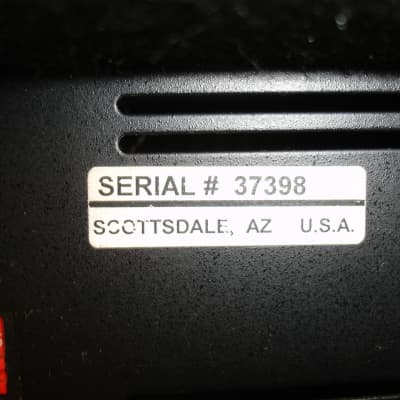 SERIAL # 37398
SCOTTSDALE, AZ U.S.A.